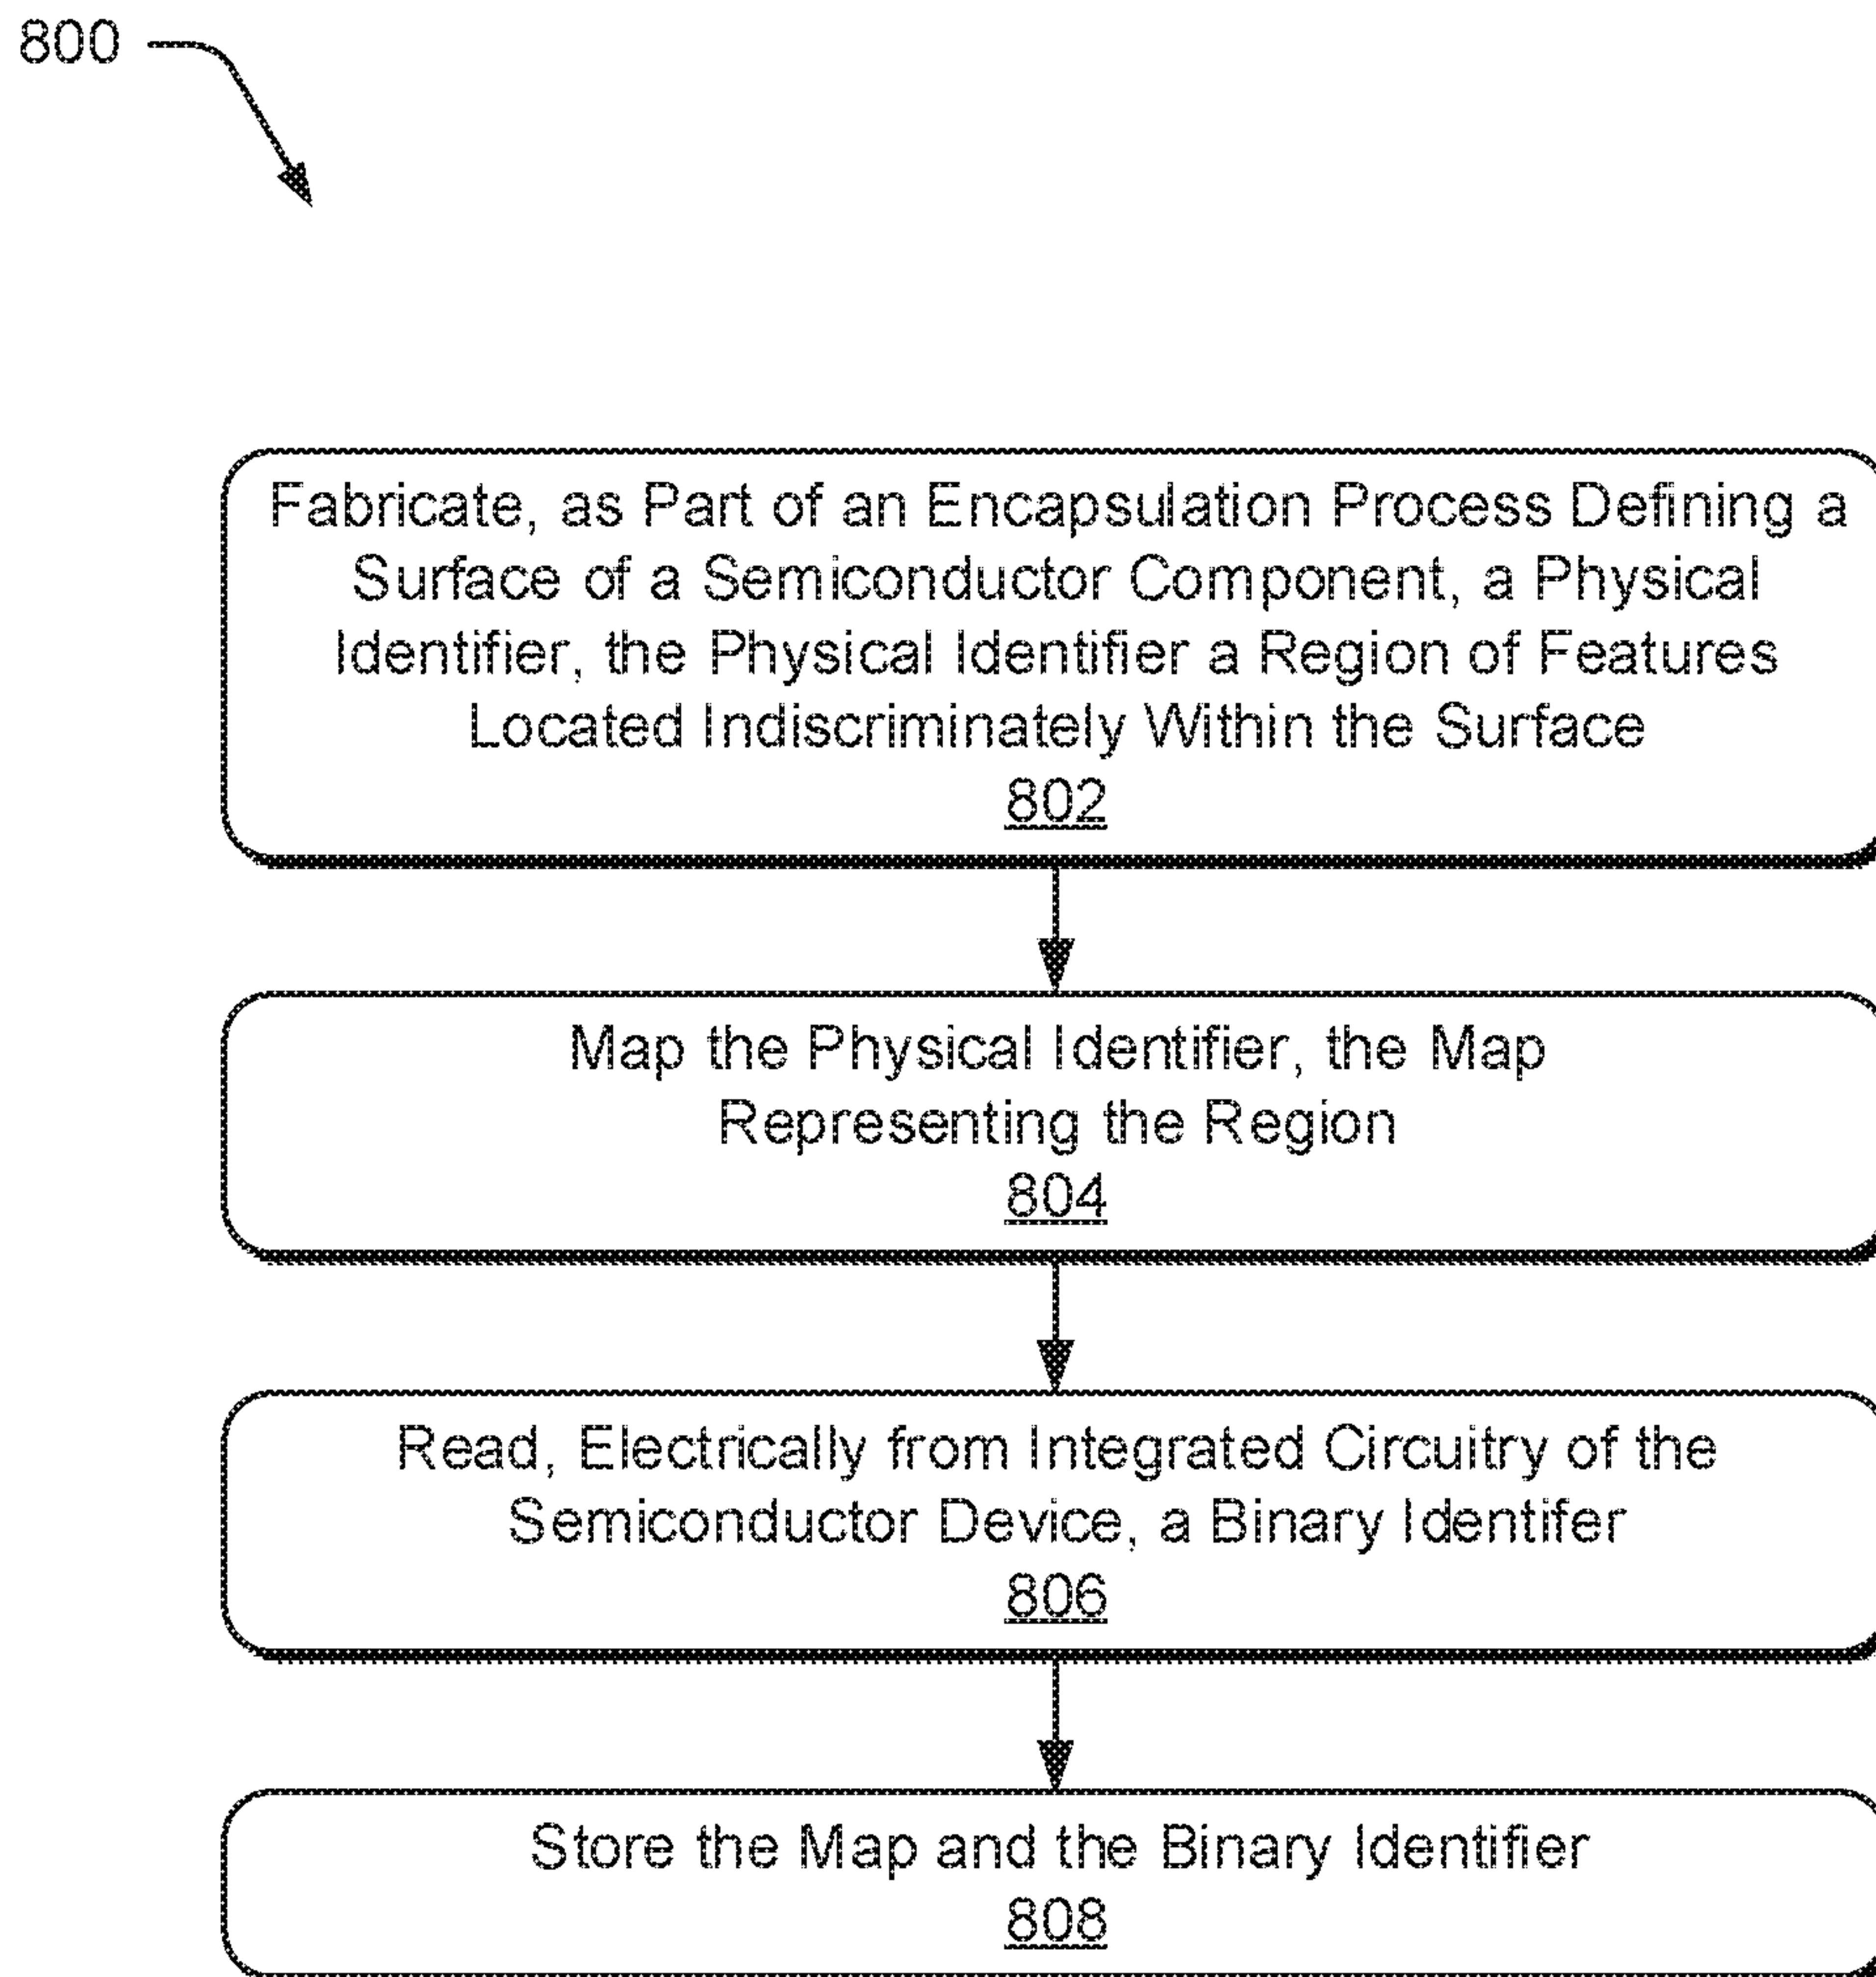 800
Fabricate, as Part of an Encapsulation Process Defining a
Surface of a Semiconductor Component, a Physical
Identifier, the Physical Identifier a Region of Features
Located Indiscriminately Within the Surface
802
Map the Physical Identifier, the Map
Representing the Region
804
Read, Electrically from Integrated Circuitry of the
Semiconductor Device, a Binary Identifer
806
Store the Map and the Binary Identifier
808